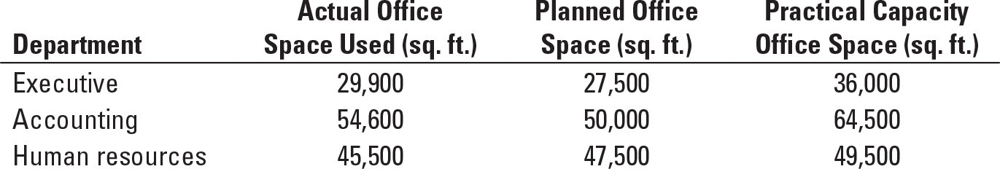 Actual Office Planned Office Practical Capacity
Department Space Used (sq. ft.) Space (sq. ft.) Office Space (sq. ft.)
Executive 29,900 27,500 36,000
Accounting 54,600 50,000 64,500
Human resources 45,500 47,500 49,500